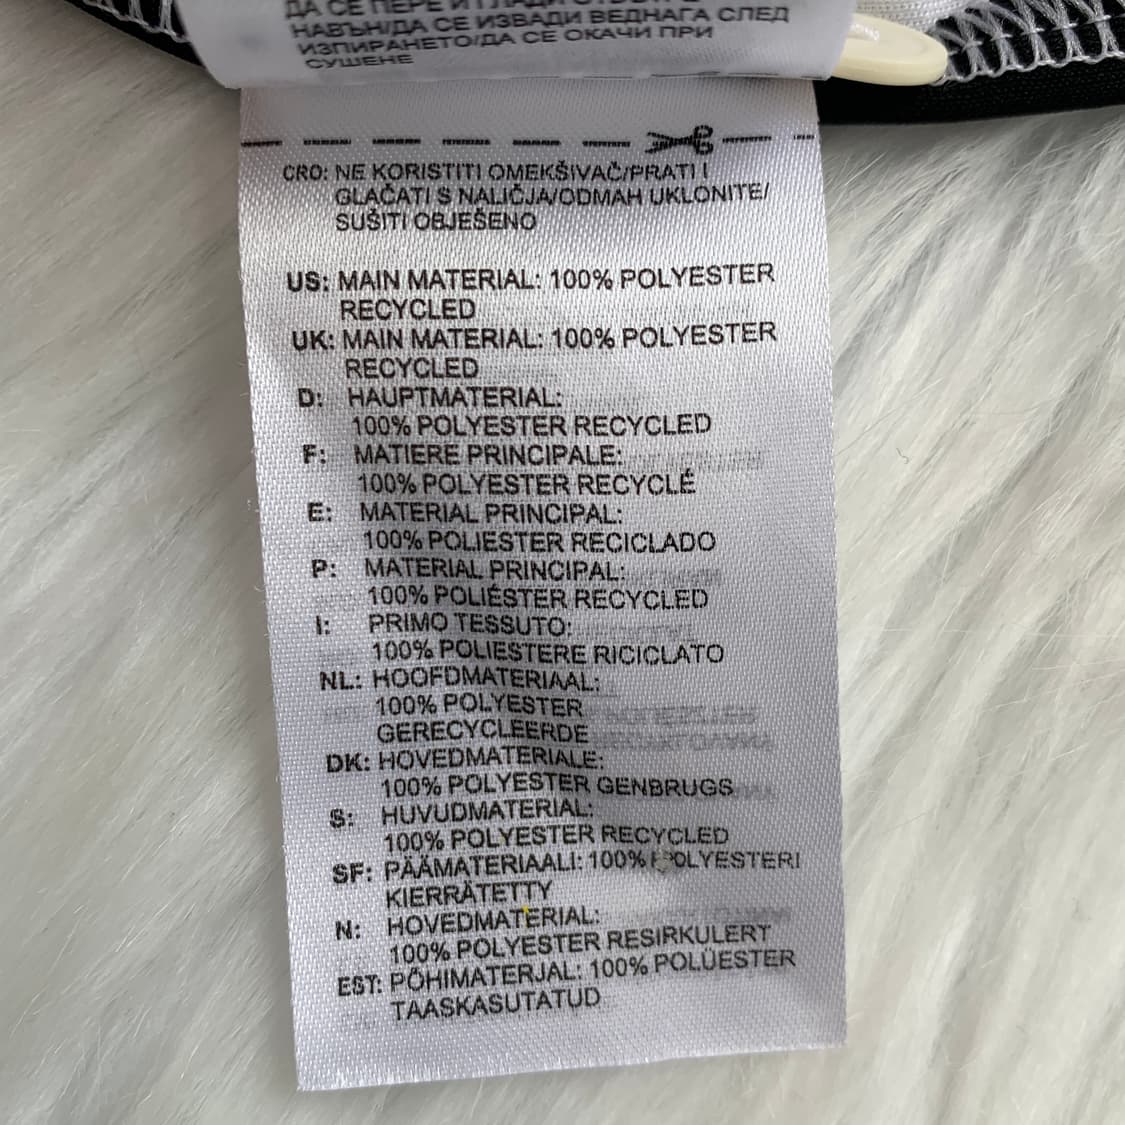 ДА СЕ ПЕРЕ И ГЛАДИ
НАВЪН/ДА СЕ ИЗВАДИ ВЕДНАГА СЛЕД
ИЗПИРАНЕТО/ДА СЕ ОКАЧИ ПРИ
СУШЕНЕ
CRO: NE KORISTITI OMEKŠIVAČ/PRATI I
GLAČATI S NALIČJA/ODMAH UKLONITE/
SUŠITI OBJEŠENO
US: MAIN MATERIAL: 100% POLYESTER
RECYCLED
UK: MAIN MATERIAL: 100% POLYESTER
RECYCLED
D: HAUPTMATERIAL:
100% POLYESTER RECYCLED
F: MATIERE PRINCIPALE:
100% POLYESTER RECYCLÉ
E: MATERIAL PRINCIPAL:
100% POLIESTER RECICLADO
P: MATERIAL PRINCIPAL:
100% POLIÉSTER RECYCLED
I: PRIMO TESSUTO:
100% POLIESTERE RICICLATO
NL: HOOFDMATERIAAL:
100% POLYESTER
GERECYCLEERDE
DK: HOVEDMATERIALE:
100% POLYESTER GENBRUGS
S: HUVUDMATERIAL:
100% POLYESTER RECYCLED
SF: PÄÄMATERIAALI: 100% POLYESTERI
KIERRÄTETTY
N: HOVEDMATERIAL:
100% POLYESTER RESIRKULERT
EST: PÕHIMATERJAL: 100% POLÜESTER
TAASKASUTATUD